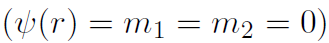 (ψ(r) = m₁ = m₂ = 0)